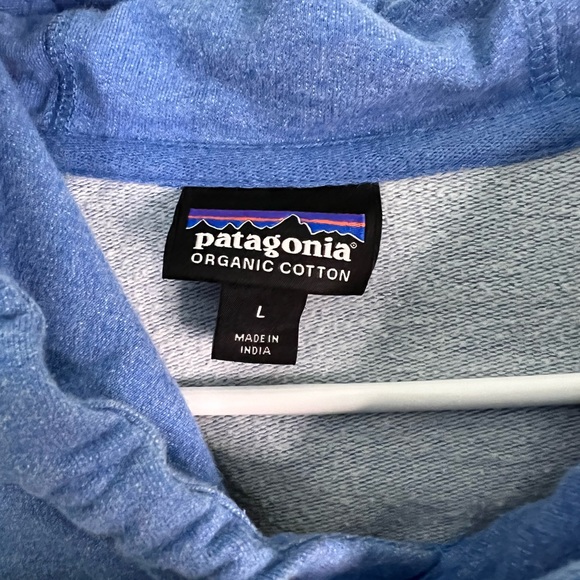 patagonia®
ORGANIC COTTON
L
MADE IN
INDIA